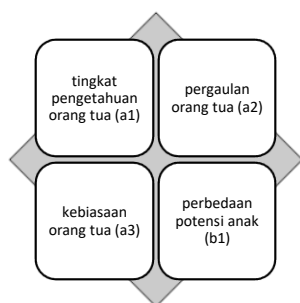 tingkat
pengetahuan
orang tua (a1)
pergaulan
orang tua (a2)
kebiasaan
orang tua (a3)
perbedaan
potensi anak
(b1)